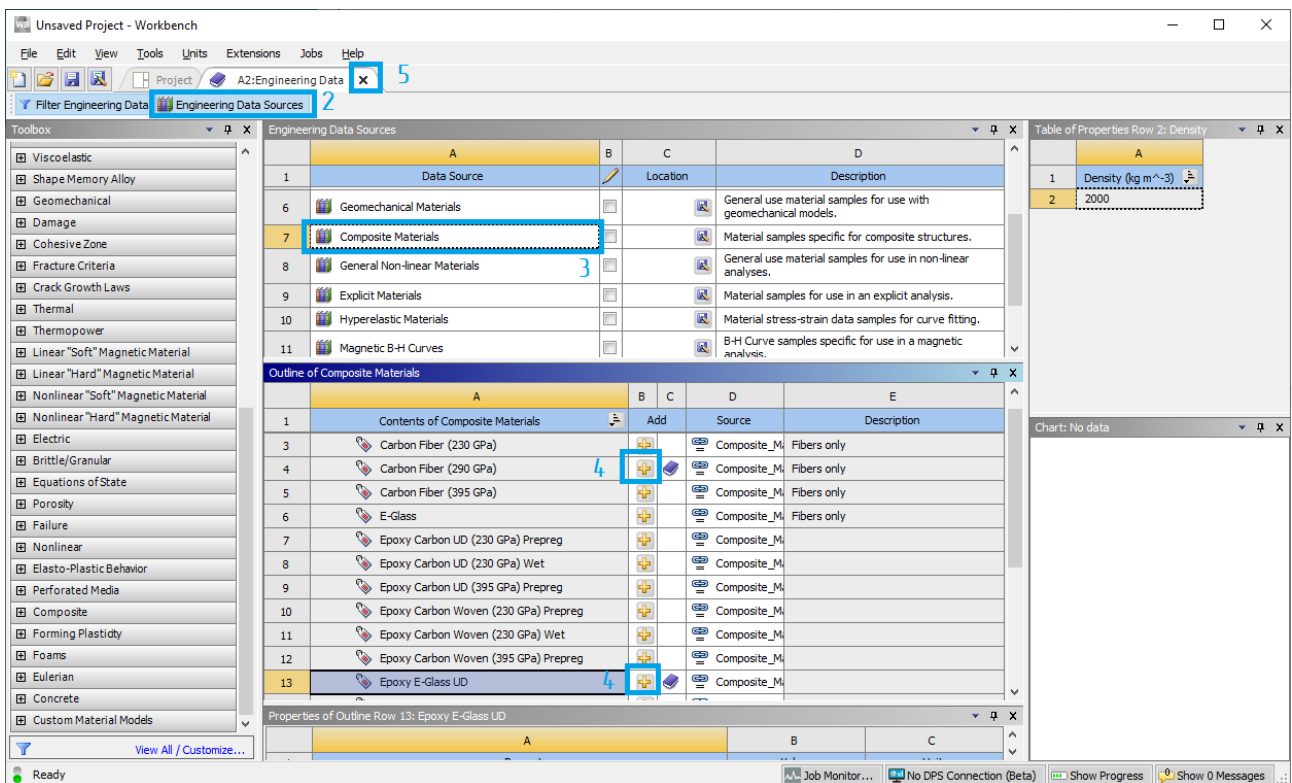 Unsaved Project - Workbench
File Edit View Tools Units Extensions Jobs Help
Project A2:Engineering Data 5
Filter Engineering Data Engineering Data Sources 2
Toolbox
Viscoelastic
Shape Memory Alloy
Geomechanical
Damage
Cohesive Zone
Fracture Criteria
Crack Growth Laws
Thermal
Thermopower
Linear "Soft" Magnetic Material
Linear "Hard" Magnetic Material
Nonlinear "Soft" Magnetic Material
Nonlinear "Hard" Magnetic Material
Electric
Brittle/Granular
Equations of State
Porosity
Failure
Nonlinear
Elasto-Plastic Behavior
Perforated Media
Composite
Forming Plasticity
Foams
Eulerian
Concrete
Custom Material Models
View All / Customize...
Engineering Data Sources
A B C D
1 Data Source Location Description
6 Geomechanical Materials General use material samples for use with
geomechanical models.
7 Composite Materials Material samples specific for composite structures.
3
8 General Non-linear Materials General use material samples for use in non-linear
analyses.
9 Explicit Materials Material samples for use in an explicit analysis.
10 Hyperelastic Materials Material stress-strain data samples for curve fitting.
11 Magnetic B-H Curves B-H Curve samples specific for use in a magnetic
analysis.
Outline of Composite Materials
A B C D E
1 Contents of Composite Materials Add Source Description
3 Carbon Fiber (230 GPa) Composite_Ma Fibers only
4 Carbon Fiber (290 GPa) 4 Composite_Ma Fibers only
5 Carbon Fiber (395 GPa) Composite_Ma Fibers only
6 E-Glass Composite_Ma Fibers only
7 Epoxy Carbon UD (230 GPa) Prepreg Composite_Ma
8 Epoxy Carbon UD (230 GPa) Wet Composite_Ma
9 Epoxy Carbon UD (395 GPa) Prepreg Composite_Ma
10 Epoxy Carbon Woven (230 GPa) Prepreg Composite_Ma
11 Epoxy Carbon Woven (230 GPa) Wet Composite_Ma
12 Epoxy Carbon Woven (395 GPa) Prepreg Composite_Ma
13 Epoxy E-Glass UD 4 Composite_Ma
Properties of Outline Row 13: Epoxy E-Glass UD
A B C
Table of Properties Row 2: Density
A
1 Density (kg m^-3)
2 2000
Chart: No data
Ready Job Monitor... No DPS Connection (Beta) Show Progress Show 0 Messages